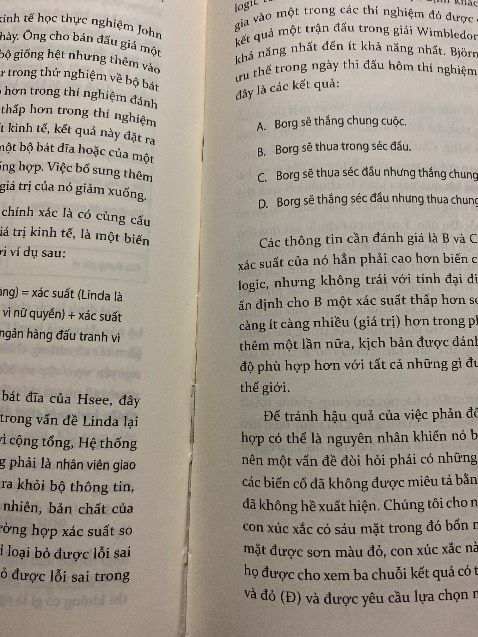 kinh tế học thực nghiệm John
này. Ông cho bán đấu giá một
bộ giống hệt nhưng thêm vào
trong thử nghiệm về bộ bát
hơn trong thí nghiệm đánh
thấp hơn trong thí nghiệm
kinh tế, kết quả này đặt ra
một bộ bát đĩa hoặc của một
ổng hợp. Việc bổ sung thêm
giá trị của nó giảm xuống.
chính xác là có cùng cấu
iá trị kinh tế, là một biến
ví dụ sau:
àng) = xác suất (Linda là
vì nữ quyền) + xác suất
ngân hàng đấu tranh vì
bát đĩa của Hsee, đây
trong vấn đề Linda lại
vì cộng tổng, Hệ thống
g phải là nhân viên giao
ra khỏi bộ thông tin,
nhiên, bản chất của
ường hợp xác suất so
loại bỏ được lỗi sai
ỏ được lỗi sai trong
logic
gia vào một trong các thí nghiệm đó được
kết quả một trận đấu trong giải Wimbledon
khả năng nhất đến ít khả năng nhất. Björn
ưu thế trong ngày thi đấu hôm thí nghiệm
đây là các kết quả:
A. Borg sẽ thắng chung cuộc.
B. Borg sẽ thua trong séc đấu.
C. Borg sẽ thua séc đấu nhưng thắng chung
D. Borg sẽ thắng séc đấu nhưng thua chung
Các thông tin cần đánh giá là B và C
xác suất của nó hẳn phải cao hơn biến c
logic, nhưng không trái với tính đại di
ấn định cho B một xác suất thấp hơn so
càng ít càng nhiều (giá trị) hơn trong ph
thêm một lần nữa, kịch bản được đánh
độ phù hợp hơn với tất cả những gì đư
thế giới.
Để tránh hậu quả của việc phản đố
hợp có thể là nguyên nhân khiến nó b
nên một vấn đề đòi hỏi phải có những
các biến cố đã không được miêu tả bằn
đã không hề xuất hiện. Chúng tôi cho n
con xúc xắc có sáu mặt trong đó bốn m
mặt được sơn màu đỏ, con xúc xắc nà
họ được cho xem ba chuỗi kết quả có t
và đỏ (Đ) và được yêu cầu lựa chọn m